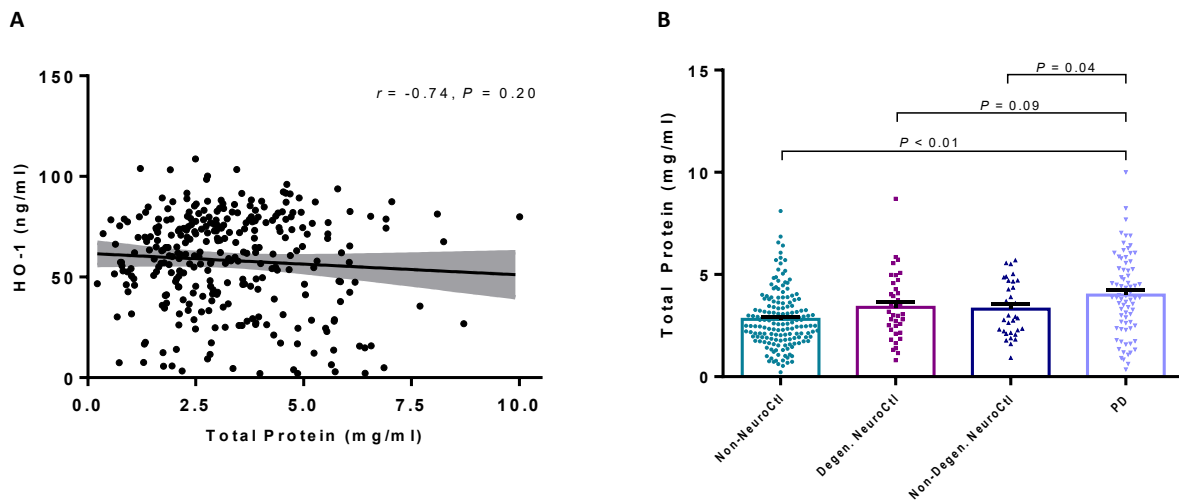 A
150
100
50
0
HO-1 (ng/ml)
r = -0.74, P = 0.20
0.0 2.5 5.0 7.5 10.0
Total Protein (mg/ml)
B
15
10
5
0
Total Protein (mg/ml)
P = 0.04
P = 0.09
P < 0.01
Non-NeuroCtl
Degen. NeuroCtl
Non-Degen. NeuroCtl
PD